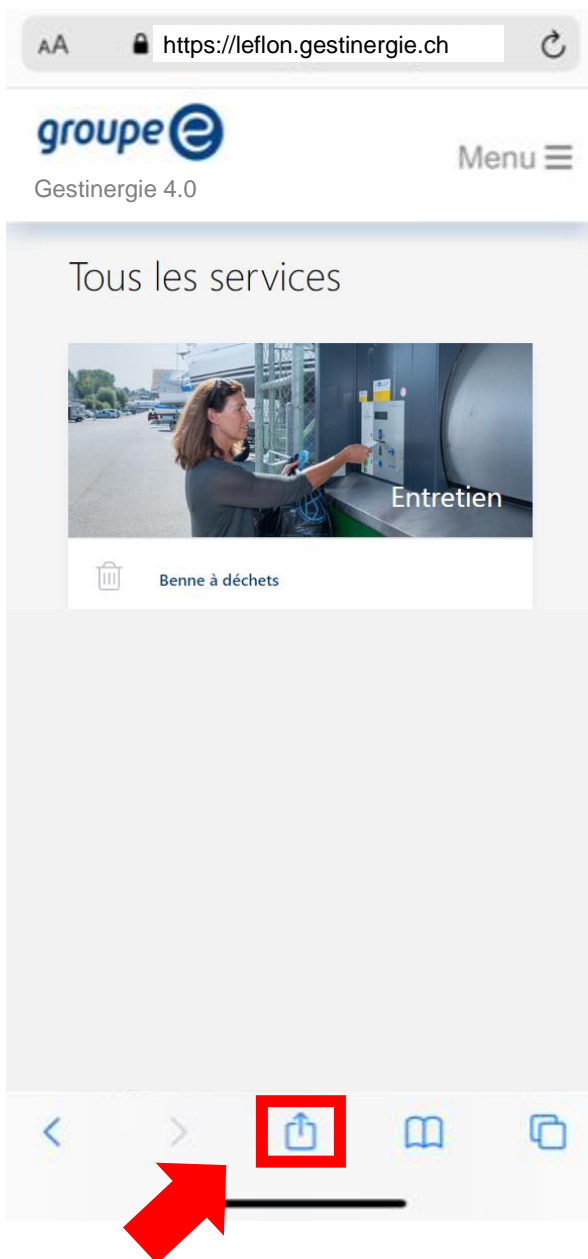 AA https://leflon.gestinergie.ch
groupe e
Menu
Gestinergie 4.0
Tous les services
Entretien
Benne à déchets